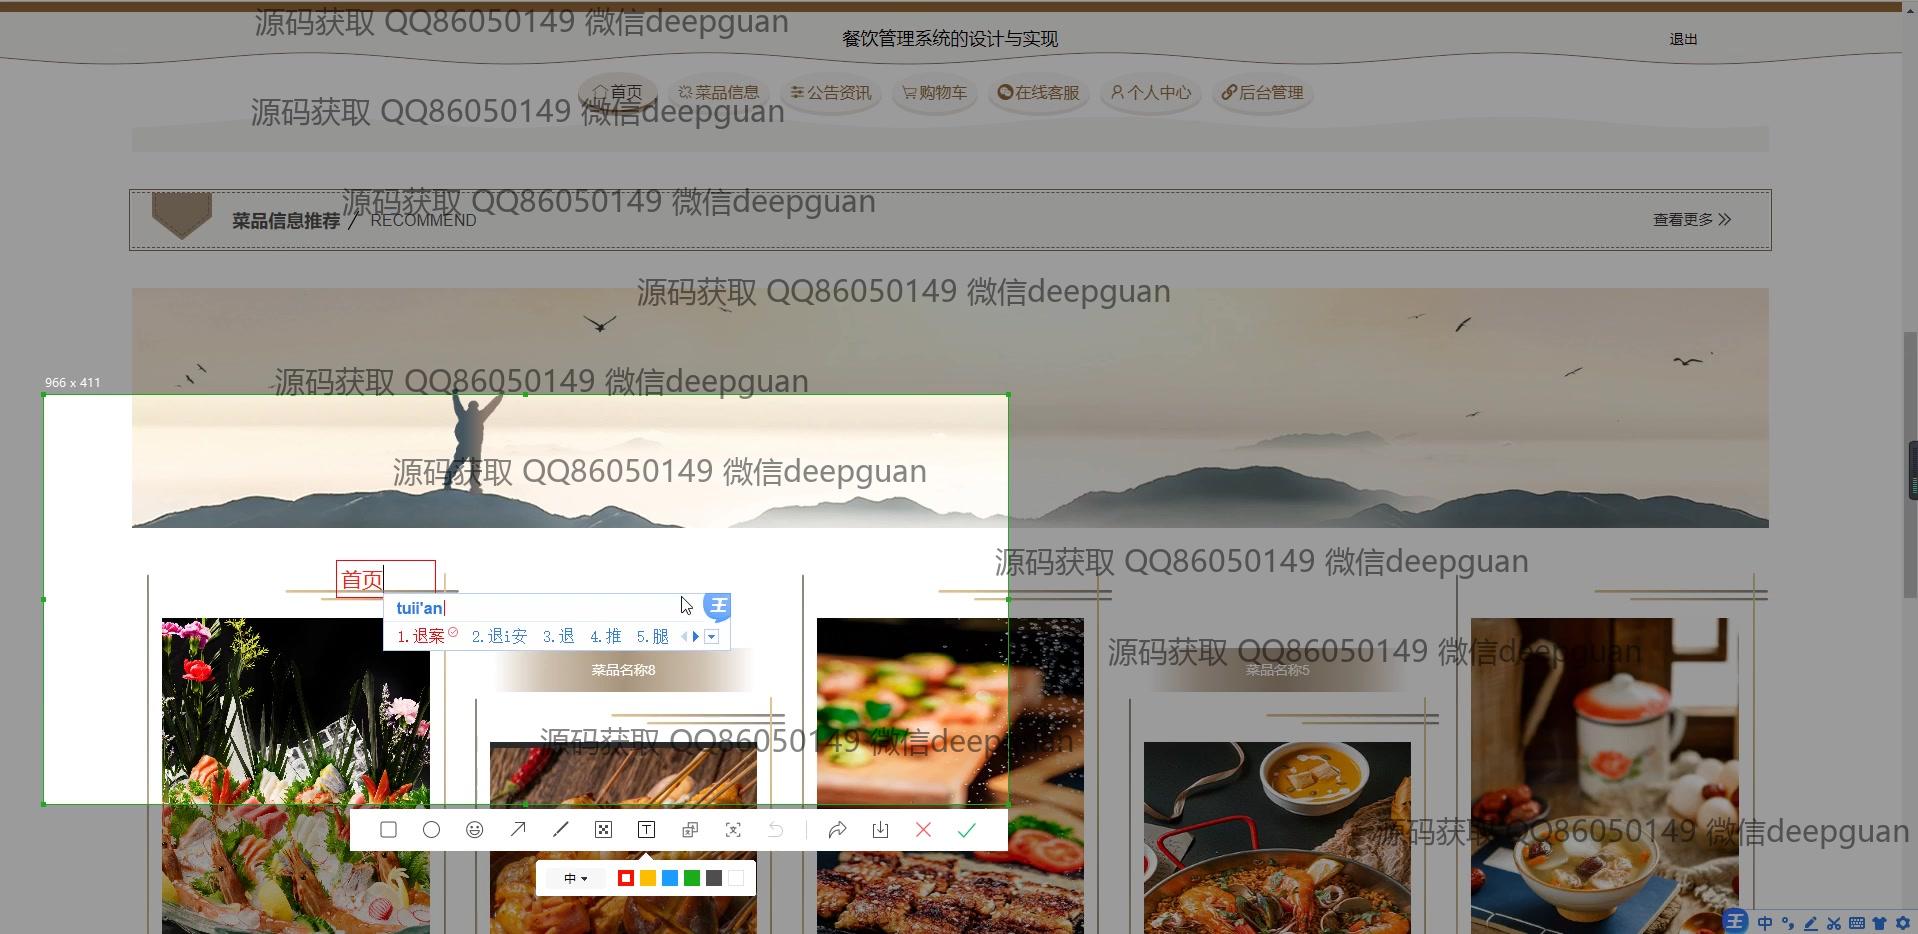 源码获取 QQ86050149 微信deepguan
餐饮管理系统的设计与实现
退出
首页
菜品信息
公告资讯
购物车
在线客服
个人中心
后台管理
源码获取 QQ86050149 微信deepguan
源码获取 QQ86050149 微信deepguan
菜品信息推荐 / RECOMMEND
查看更多
源码获取 QQ86050149 微信deepguan
966 x 411
源码获取 QQ86050149 微信deepguan
源码获取 QQ86050149 微信deepguan
源码获取 QQ86050149 微信deepguan
首页
tuii'an
1.退案 2.退i安 3.退 4.推 5.腿
王
源码获取 QQ86050149 微信deepguan
菜品名称8
菜品名称5
源码获取 QQ86050149 微信deepguan
源码获取 QQ86050149 微信deepguan
T
中
王 中